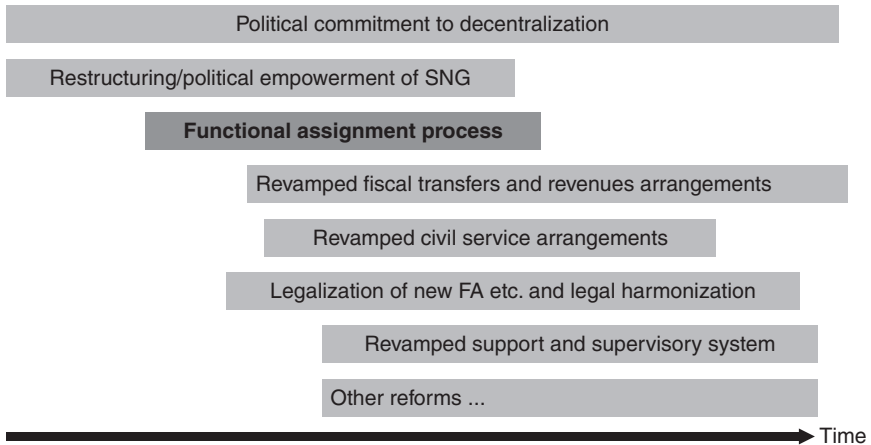 Political commitment to decentralization
Restructuring/political empowerment of SNG
Functional assignment process
Revamped fiscal transfers and revenues arrangements
Revamped civil service arrangements
Legalization of new FA etc. and legal harmonization
Revamped support and supervisory system
Other reforms ...
Time